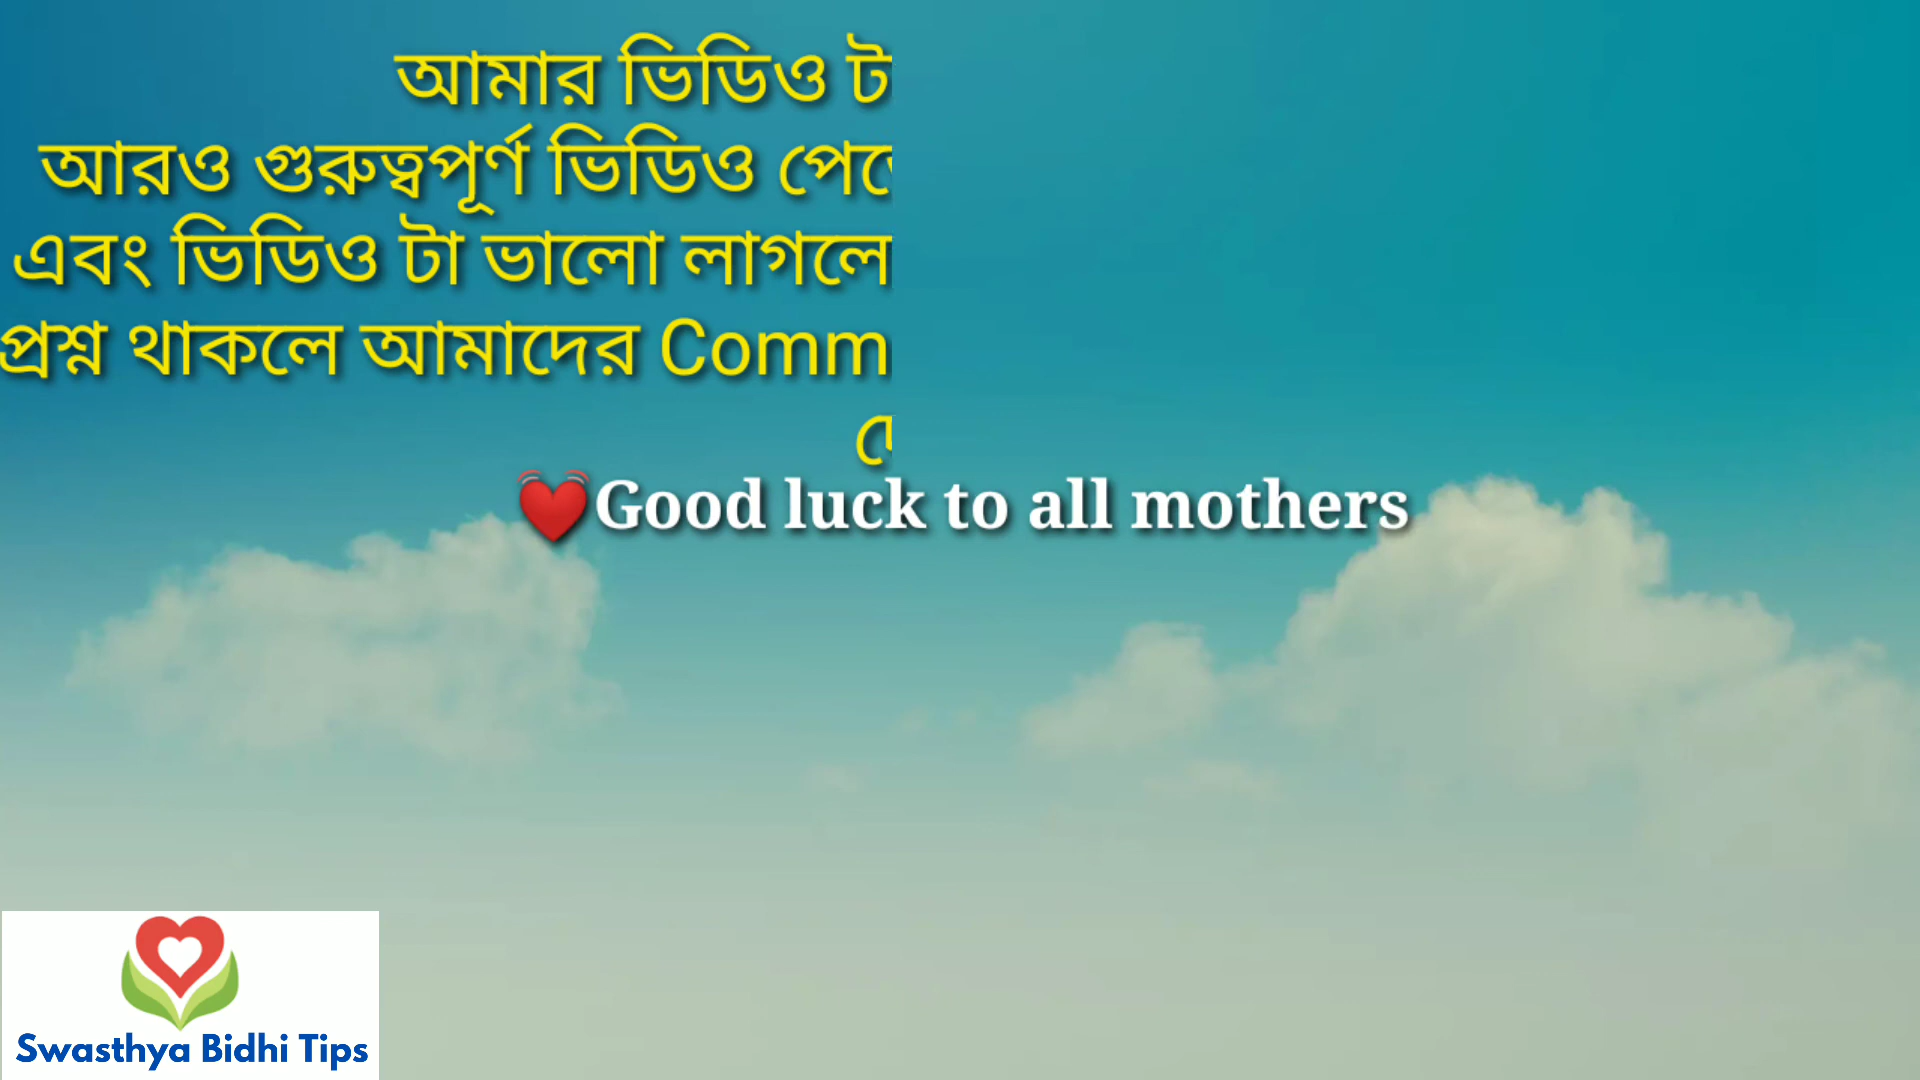 আমার ভিডিও ট
আরও গুরুত্বপূর্ণ ভিডিও
এবং ভিডিও টা ভালো লাগলে
প্রশ্ন থাকলে আমাদের Comm
💓Good luck to all mothers
Swasthya Bidhi Tips